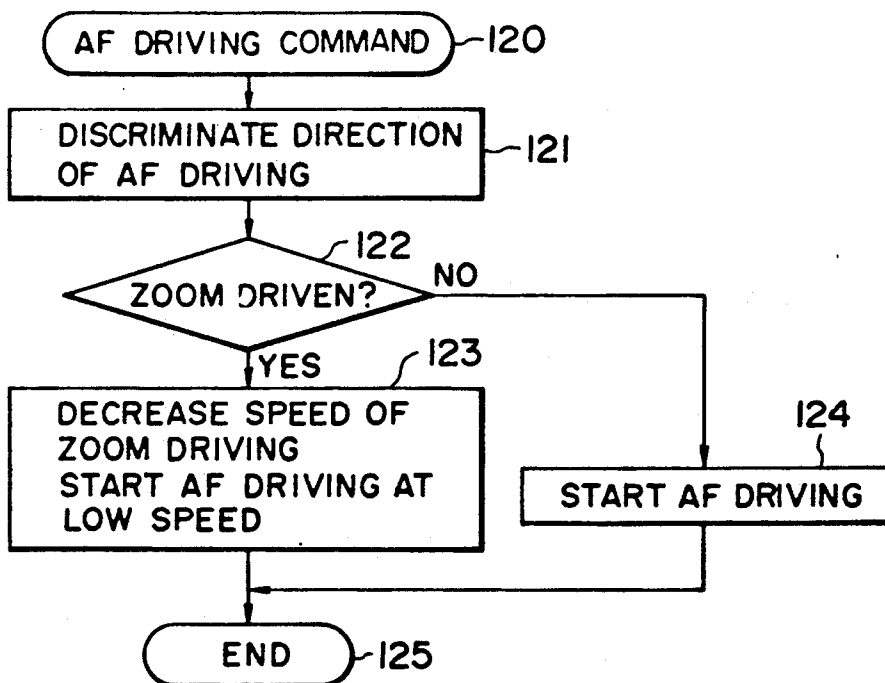 AF DRIVING COMMAND 120
DISCRIMINATE DIRECTION
OF AF DRIVING
121
122
ZOOM DRIVEN?
NO
YES
123
DECREASE SPEED OF
ZOOM DRIVING
START AF DRIVING AT
LOW SPEED
124
START AF DRIVING
END 125